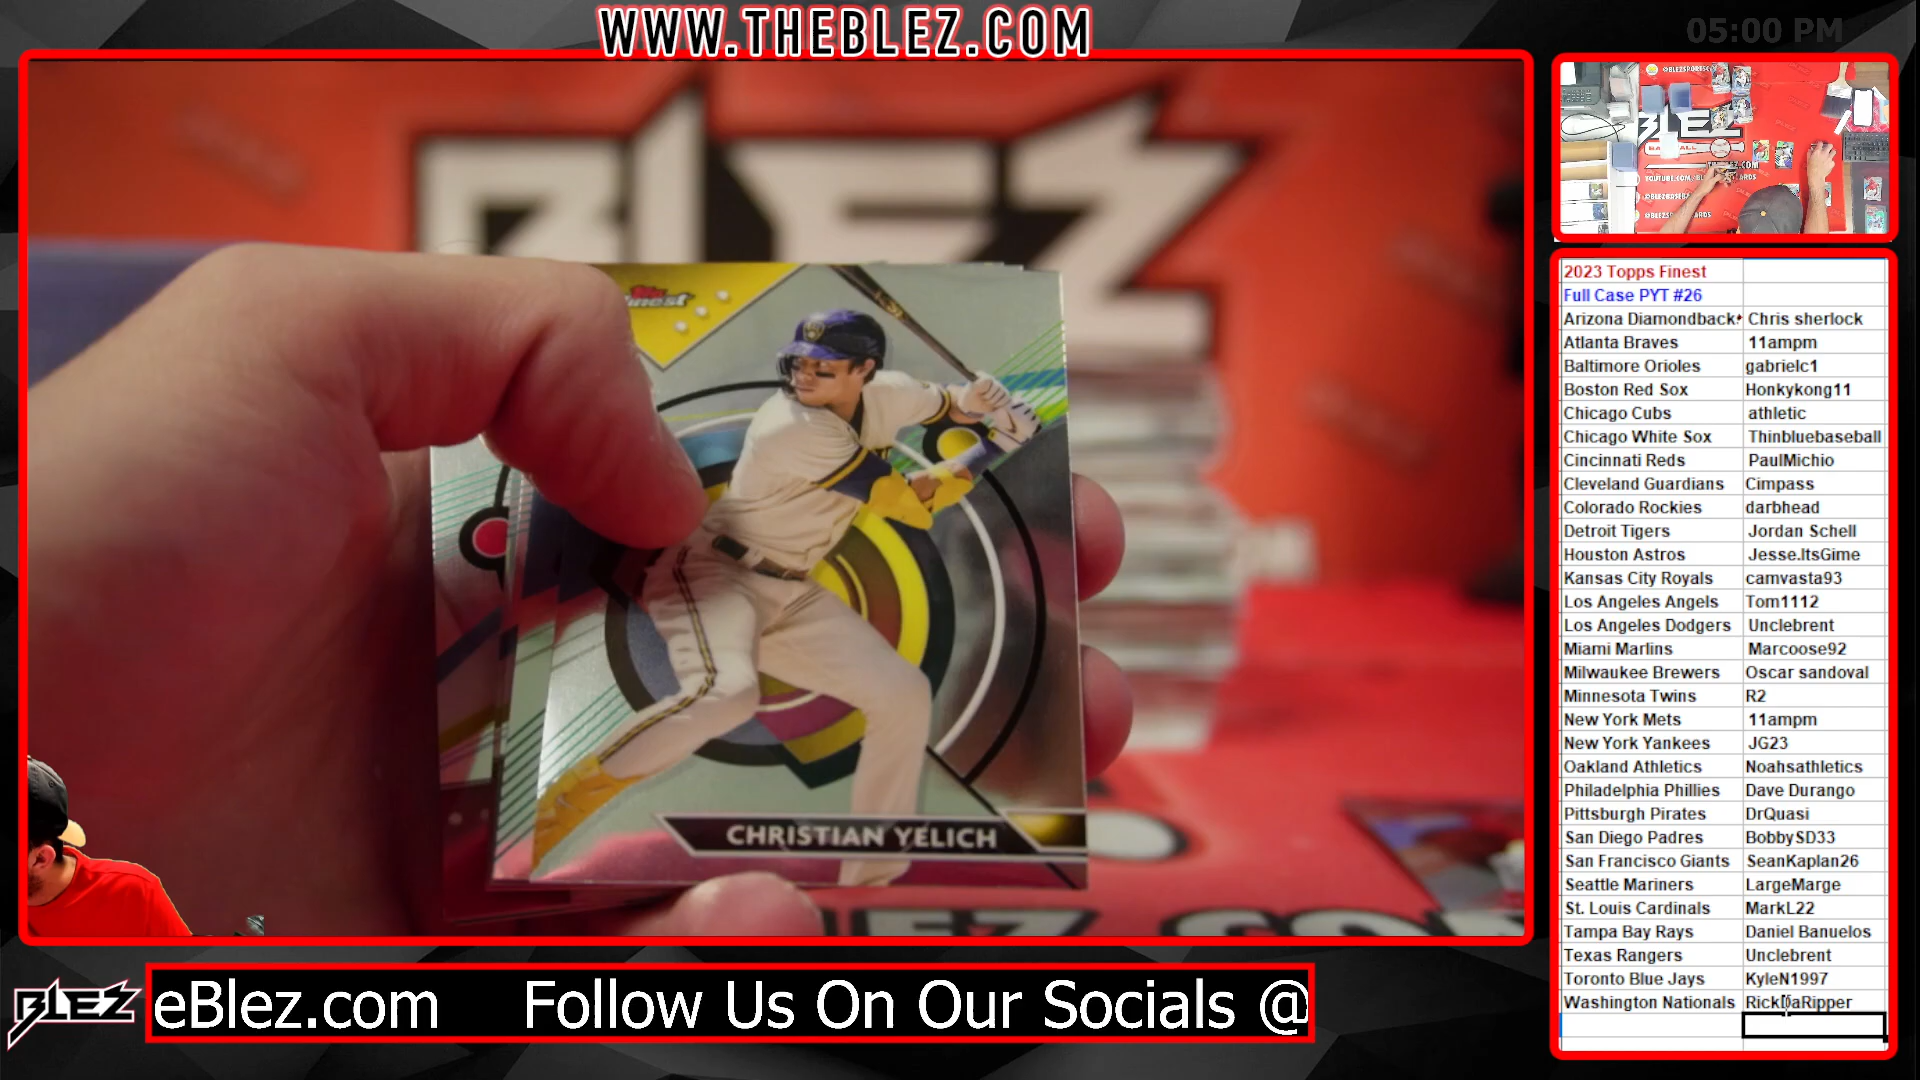 WWW.THEBLEZ.COM
05:00 PM
BLEZ
Finest
CHRISTIAN YELICH
BLEZ
2023 Topps Finest
Full Case PYT #26
Arizona Diamondback Chris sherlock
Atlanta Braves 11ampm
Baltimore Orioles gabrielc1
Boston Red Sox Honkykong11
Chicago Cubs athletic
Chicago White Sox Thinbluebaseball
Cincinnati Reds PaulMichio
Cleveland Guardians Cimpass
Colorado Rockies darbhead
Detroit Tigers Jordan Schell
Houston Astros Jesse.ItsGime
Kansas City Royals camvasta93
Los Angeles Angels Tom1112
Los Angeles Dodgers Unclebrent
Miami Marlins Marcoose92
Milwaukee Brewers Oscar sandoval
Minnesota Twins R2
New York Mets 11ampm
New York Yankees JG23
Oakland Athletics Noahsathletics
Philadelphia Phillies Dave Durango
Pittsburgh Pirates DrQuasi
San Diego Padres BobbySD33
San Francisco Giants SeanKaplan26
Seattle Mariners LargeMarge
St. Louis Cardinals MarkL22
Tampa Bay Rays Daniel Banuelos
Texas Rangers Unclebrent
Toronto Blue Jays KyleN1997
Washington Nationals RickDaRipper
BLEZ
eBlez.com Follow Us On Our Socials @